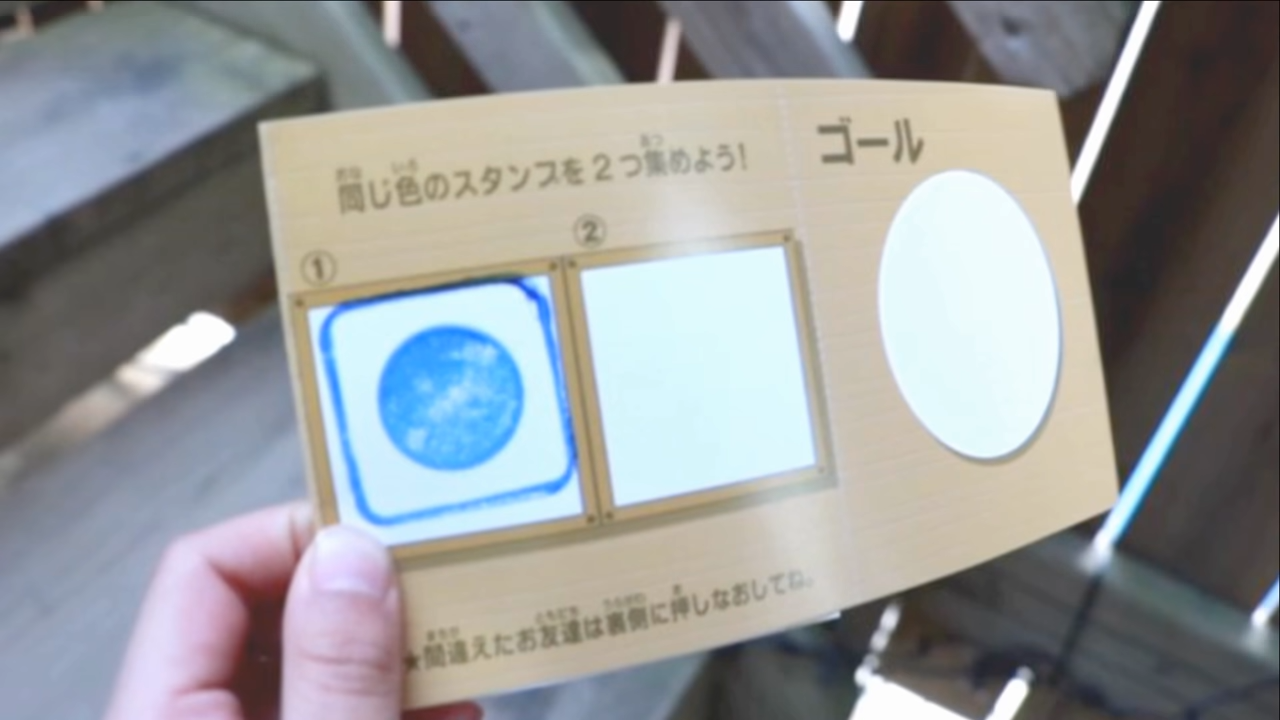 同じ色のスタンプを2つ集めよう!
① ②
ゴール
★間違えたお友達は裏側に押しなおしてね。